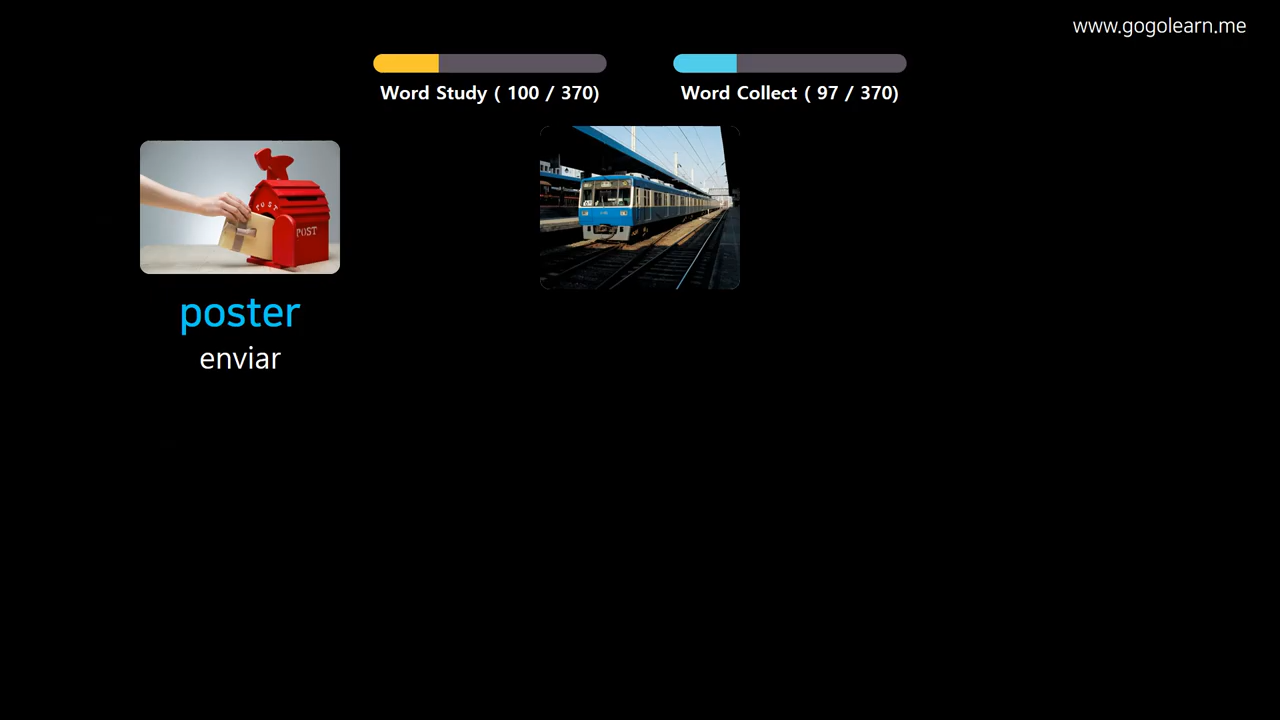 www.gogolearn.me
Word Study ( 100 / 370)
Word Collect ( 97 / 370)
POST
POST
poster
enviar